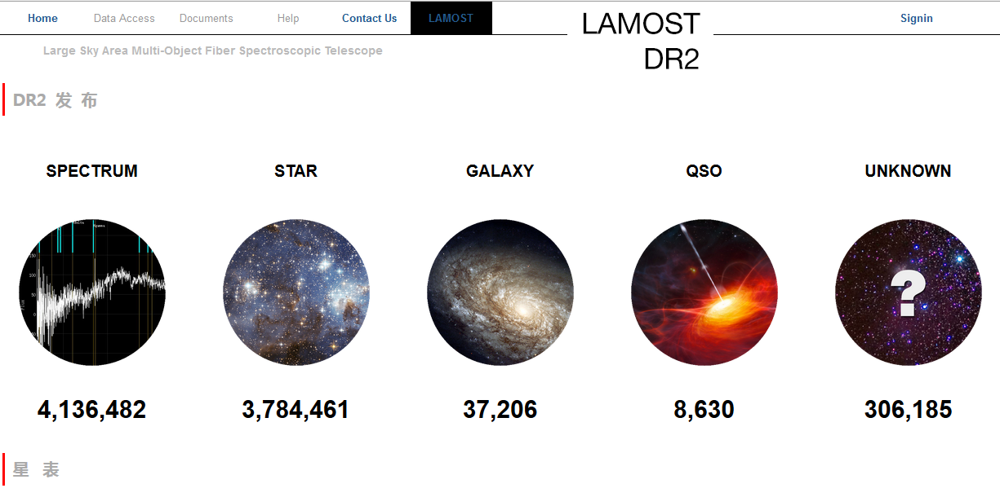 Home Data Access Documents Help Contact Us LAMOST LAMOST Signin
DR2
Large Sky Area Multi-Object Fiber Spectroscopic Telescope
DR2 发 布
SPECTRUM STAR GALAXY QSO UNKNOWN
?
4,136,482 3,784,461 37,206 8,630 306,185
星 表